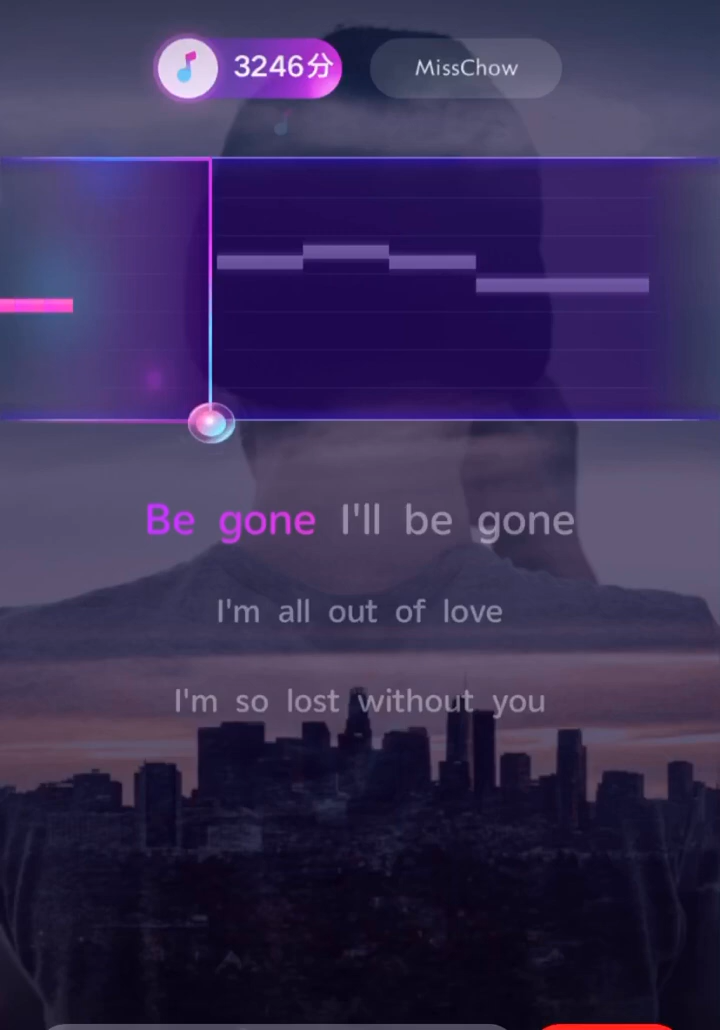 3246分
MissChow
Be gone I'll be gone
I'm all out of love
I'm so lost without you